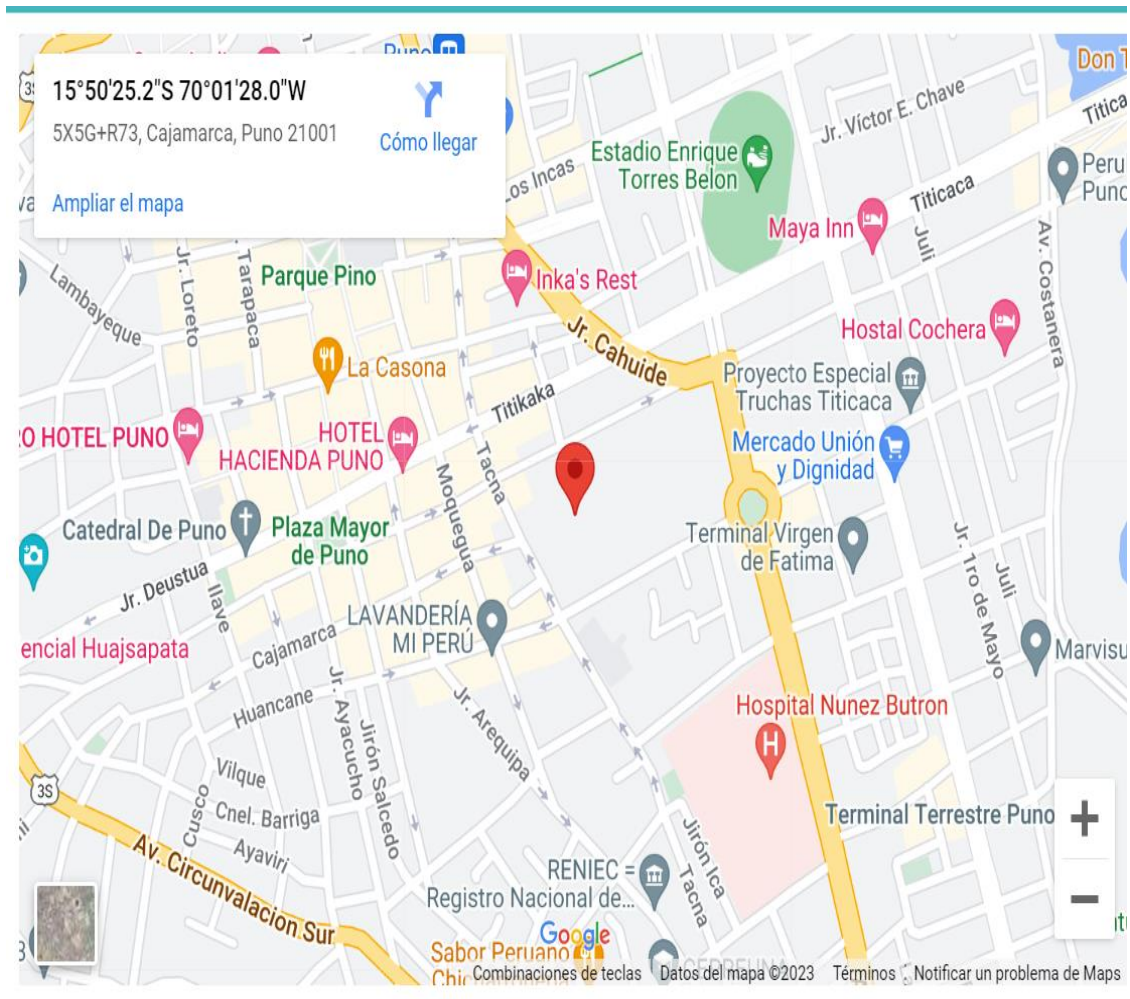 Puno
15°50'25.2"S 70°01'28.0"W
5X5G+R73, Cajamarca, Puno 21001
Cómo llegar
Ampliar el mapa
Don T
Titica
Jr. Víctor E. Chave
Estadio Enrique
Torres Belon
Los Incas
Peru
Puno
Titicaca
Maya Inn
Juli
Av. Costanera
Lambayeque
Jr. Loreto
Tarapaca
Parque Pino
Inka's Rest
Jr. Cahuide
Hostal Cochera
La Casona
Proyecto Especial
Truchas Titicaca
Titikaka
O HOTEL PUNO
HOTEL
HACIENDA PUNO
Tacna
Moquegua
Mercado Unión
y Dignidad
Catedral De Puno
Plaza Mayor
de Puno
Terminal Virgen
de Fatima
Jr. Deustua
Ilave
Jr. 1ro de Mayo
Juli
LAVANDERÍA
MI PERÚ
encial Huajsapata
Cajamarca
Marvisu
Huancane
Jr. Ayacucho
Jirón Salcedo
Jr. Arequipa
Hospital Nunez Butron
H
3S
Vilque
Cusco
Cnel. Barriga
Ayaviri
Terminal Terrestre Puno
+
−
Jirón Ica
Tacna
Av. Circunvalacion Sur
RENIEC =
Registro Nacional de...
Google
Sabor Peruano
Combinaciones de teclas
Datos del mapa ©2023
Términos
Notificar un problema de Maps